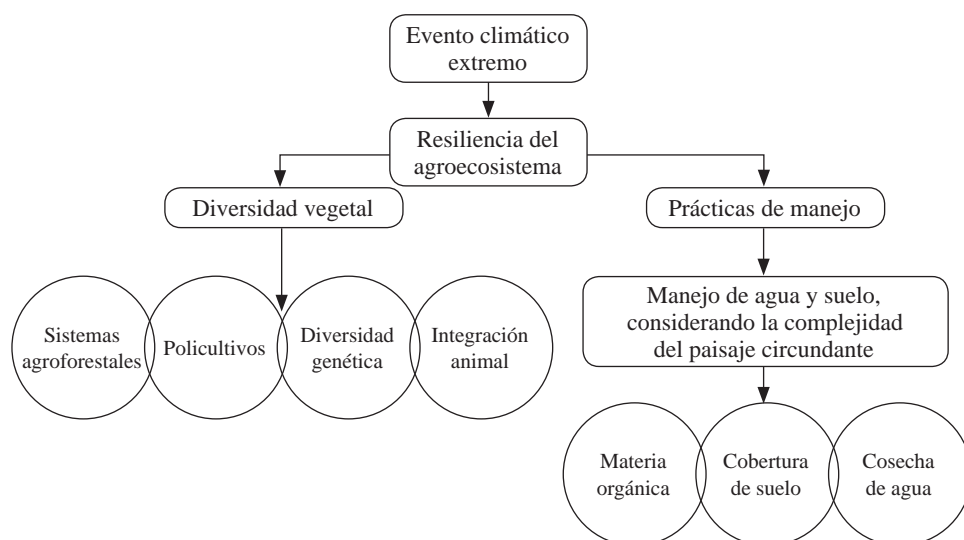 Evento climático
extremo
Resiliencia del
agroecosistema
Diversidad vegetal
Prácticas de manejo
Sistemas
agroforestales
Policultivos
Diversidad
genética
Integración
animal
Manejo de agua y suelo,
considerando la complejidad
del paisaje circundante
Materia
orgánica
Cobertura
de suelo
Cosecha
de agua